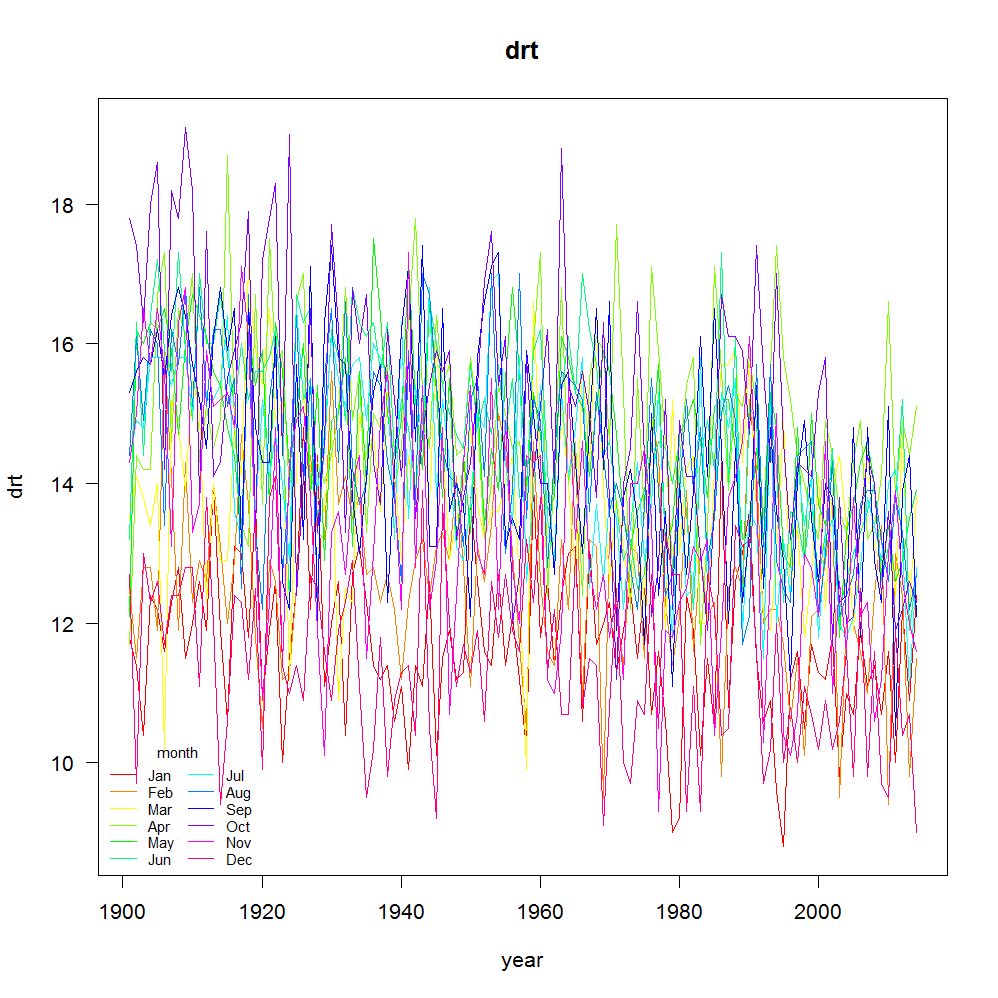 drt
drt
18
16
14
12
10
month
Jan Jul
Feb Aug
Mar Sep
Apr Oct
May Nov
Jun Dec
1900 1920 1940 1960 1980 2000
year